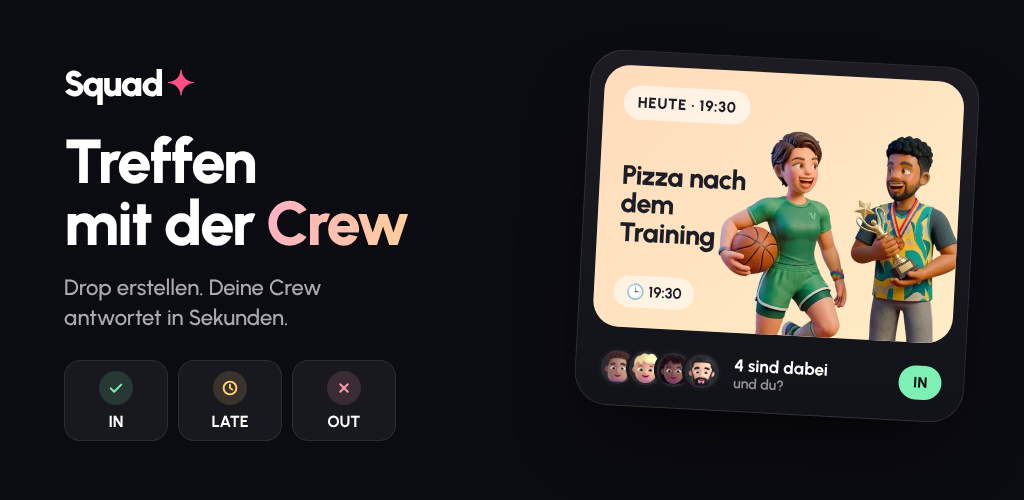 Squad
Treffen
mit der Crew
Drop erstellen. Deine Crew
antwortet in Sekunden.
IN
LATE
OUT
HEUTE · 19:30
Pizza nach
dem
Training
19:30
4 sind dabei
und du?
IN